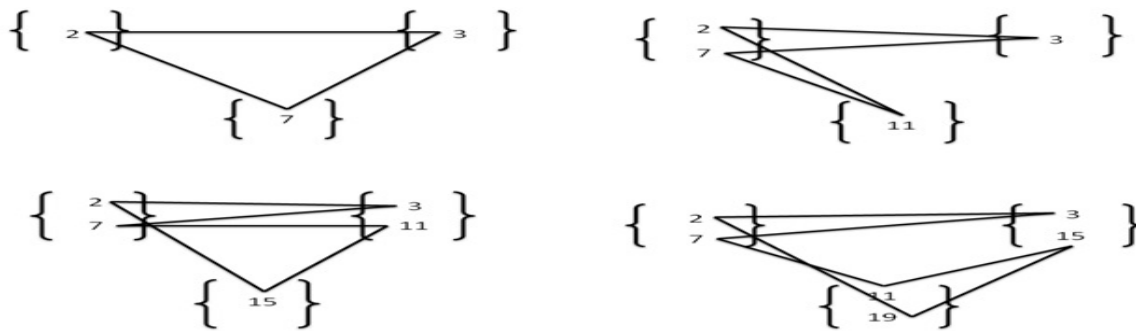 { 2 } { 3 }
{ 7 }
{ 2 7 } { 3 }
{ 11 }
{ 2 7 } { 3 11 }
{ 15 }
{ 2 7 } { 3 15 }
{ 11 19 }